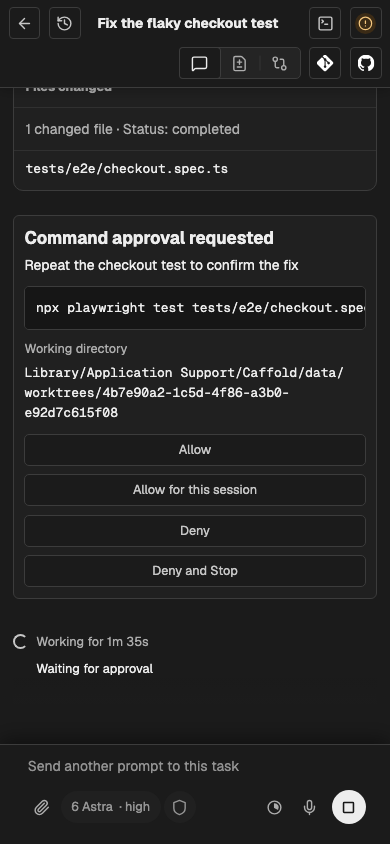 Fix the flaky checkout test
Files changed
1 changed file · Status: completed
tests/e2e/checkout.spec.ts
Command approval requested
Repeat the checkout test to confirm the fix
npx playwright test tests/e2e/checkout.spe
Working directory
Library/Application Support/Caffold/data/
worktrees/4b7e90a2-1c5d-4f86-a3b0-
e92d7c615f08
Allow
Allow for this session
Deny
Deny and Stop
Working for 1m 35s
Waiting for approval
Send another prompt to this task
6 Astra · high